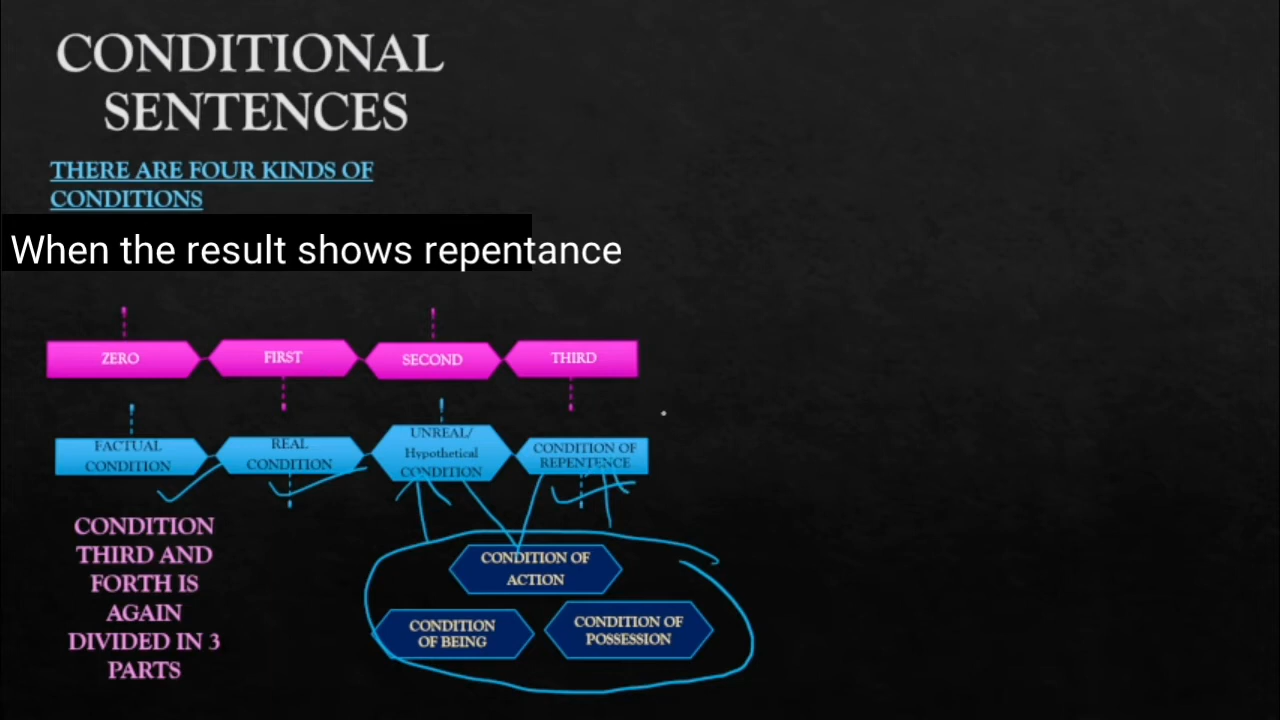 CONDITIONAL
SENTENCES
THERE ARE FOUR KINDS OF
CONDITIONS
When the result shows repentance
ZERO
FIRST
SECOND
THIRD
FACTUAL
CONDITION
REAL
CONDITION
UNREAL/
Hypothetical
CONDITION
CONDITION OF
REPENTENCE
CONDITION
THIRD AND
FORTH IS
AGAIN
DIVIDED IN 3
PARTS
CONDITION OF
ACTION
CONDITION
OF BEING
CONDITION OF
POSSESSION